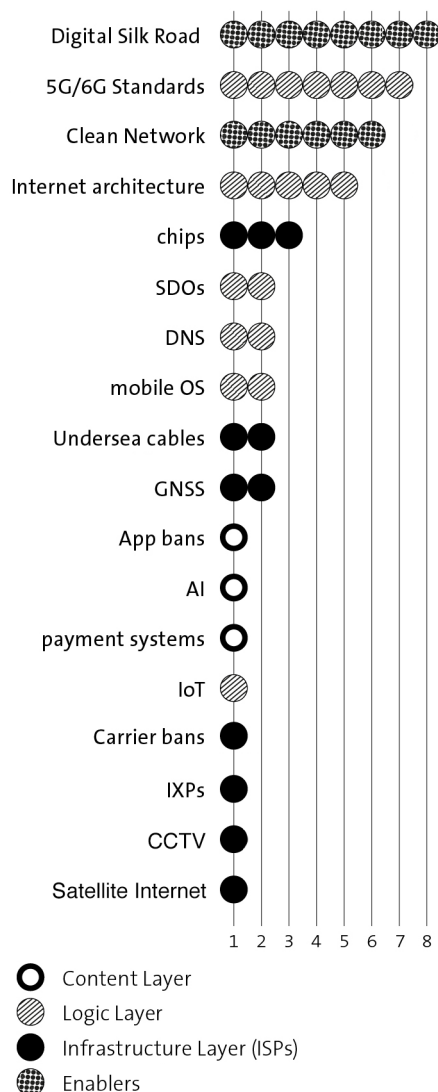 Digital Silk Road
5G/6G Standards
Clean Network
Internet architecture
chips
SDOs
DNS
mobile OS
Undersea cables
GNSS
App bans
AI
payment systems
IoT
Carrier bans
IXPs
CCTV
Satellite Internet
1 2 3 4 5 6 7 8
Content Layer
Logic Layer
Infrastructure Layer (ISPs)
Enablers